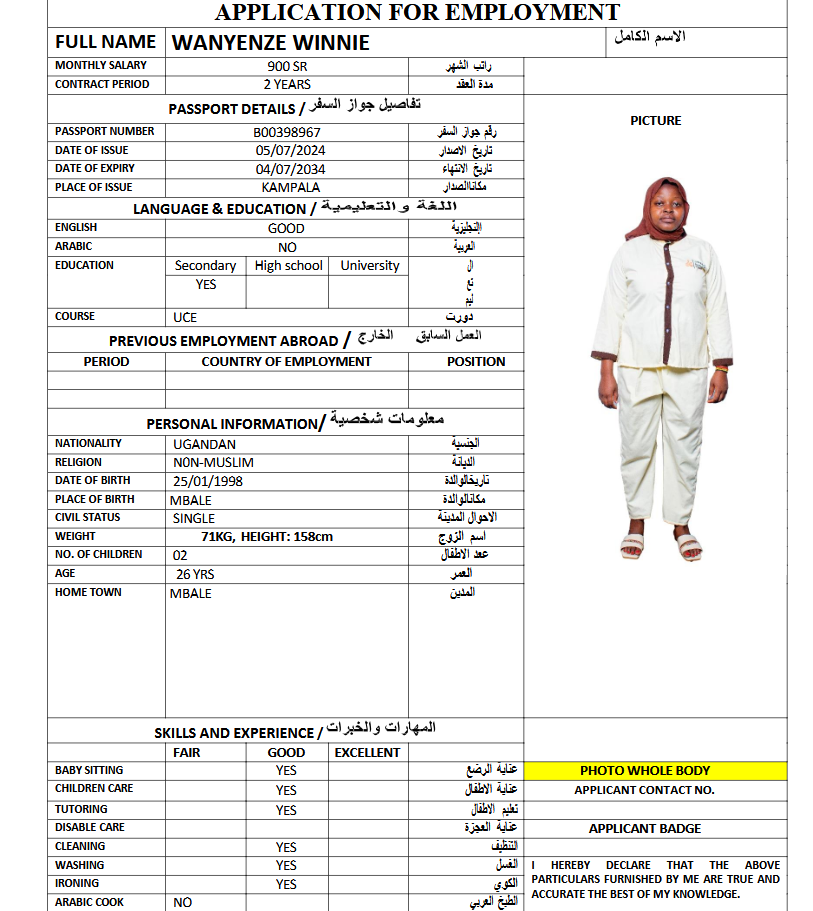 APPLICATION FOR EMPLOYMENT
FULL NAME WANYENZE WINNIE الاسم الكامل
MONTHLY SALARY 900 SR راتب الشهر
CONTRACT PERIOD 2 YEARS مدة العقد
PASSPORT DETAILS / تفاصيل جواز السفر
PICTURE
PASSPORT NUMBER B00398967 رقم جواز السفر
DATE OF ISSUE 05/07/2024 تاريخ الاصدار
DATE OF EXPIRY 04/07/2034 تاريخ الانتهاء
PLACE OF ISSUE KAMPALA مكاناالصدار
LANGUAGE & EDUCATION / اللغة والتعليمية
ENGLISH GOOD إلنجليزية
ARABIC NO العربية
EDUCATION Secondary High school University ال
YES تع
ليم
COURSE UCE دورت
PREVIOUS EMPLOYMENT ABROAD / العمل السابق الخارج
PERIOD COUNTRY OF EMPLOYMENT POSITION
PERSONAL INFORMATION/ معلومات شخصية
NATIONALITY UGANDAN الجنسية
RELIGION N0N-MUSLIM الديانة
DATE OF BIRTH 25/01/1998 تاريخالوالدة
PLACE OF BIRTH MBALE مكانالوالدة
CIVIL STATUS SINGLE الاحوال المدينة
WEIGHT 71KG, HEIGHT: 158cm اسم الزوج
NO. OF CHILDREN 02 عدد الاطفال
AGE 26 YRS العمر
HOME TOWN MBALE المدين
SKILLS AND EXPERIENCE / المهارات والخبرات
FAIR GOOD EXCELLENT
BABY SITTING YES عناية الرضع
PHOTO WHOLE BODY
CHILDREN CARE YES عناية الاطفال
APPLICANT CONTACT NO.
TUTORING YES تعليم الاطفال
DISABLE CARE عناية العجزة
APPLICANT BADGE
CLEANING YES التنظيف
WASHING YES الغسل
IRONING YES الكوي
ARABIC COOK NO الطبخ العربي
I HEREBY DECLARE THAT THE ABOVE
PARTICULARS FURNISHED BY ME ARE TRUE AND
ACCURATE THE BEST OF MY KNOWLEDGE.